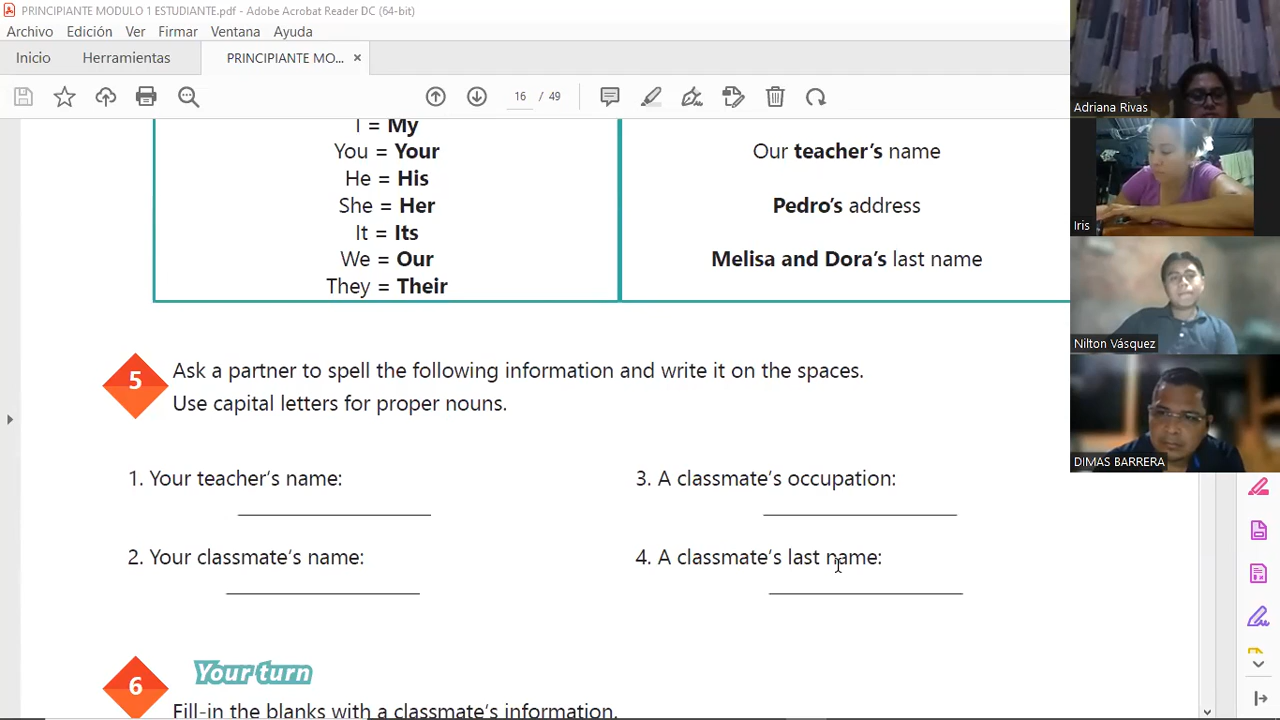 PRINCIPIANTE MODULO 1 ESTUDIANTE.pdf - Adobe Acrobat Reader DC (64-bit)
Archivo Edición Ver Firmar Ventana Ayuda
Inicio Herramientas PRINCIPIANTE MO... ×
16 / 49
I = My
You = Your
He = His
She = Her
It = Its
We = Our
They = Their
Our teacher's name
Pedro's address
Melisa and Dora's last name
5
Ask a partner to spell the following information and write it on the spaces.
Use capital letters for proper nouns.
1. Your teacher's name:
2. Your classmate's name:
3. A classmate's occupation:
4. A classmate's last name:
6
Your turn
Fill-in the blanks with a classmate's information.
Adriana Rivas
Iris
Nilton Vásquez
DIMAS BARRERA